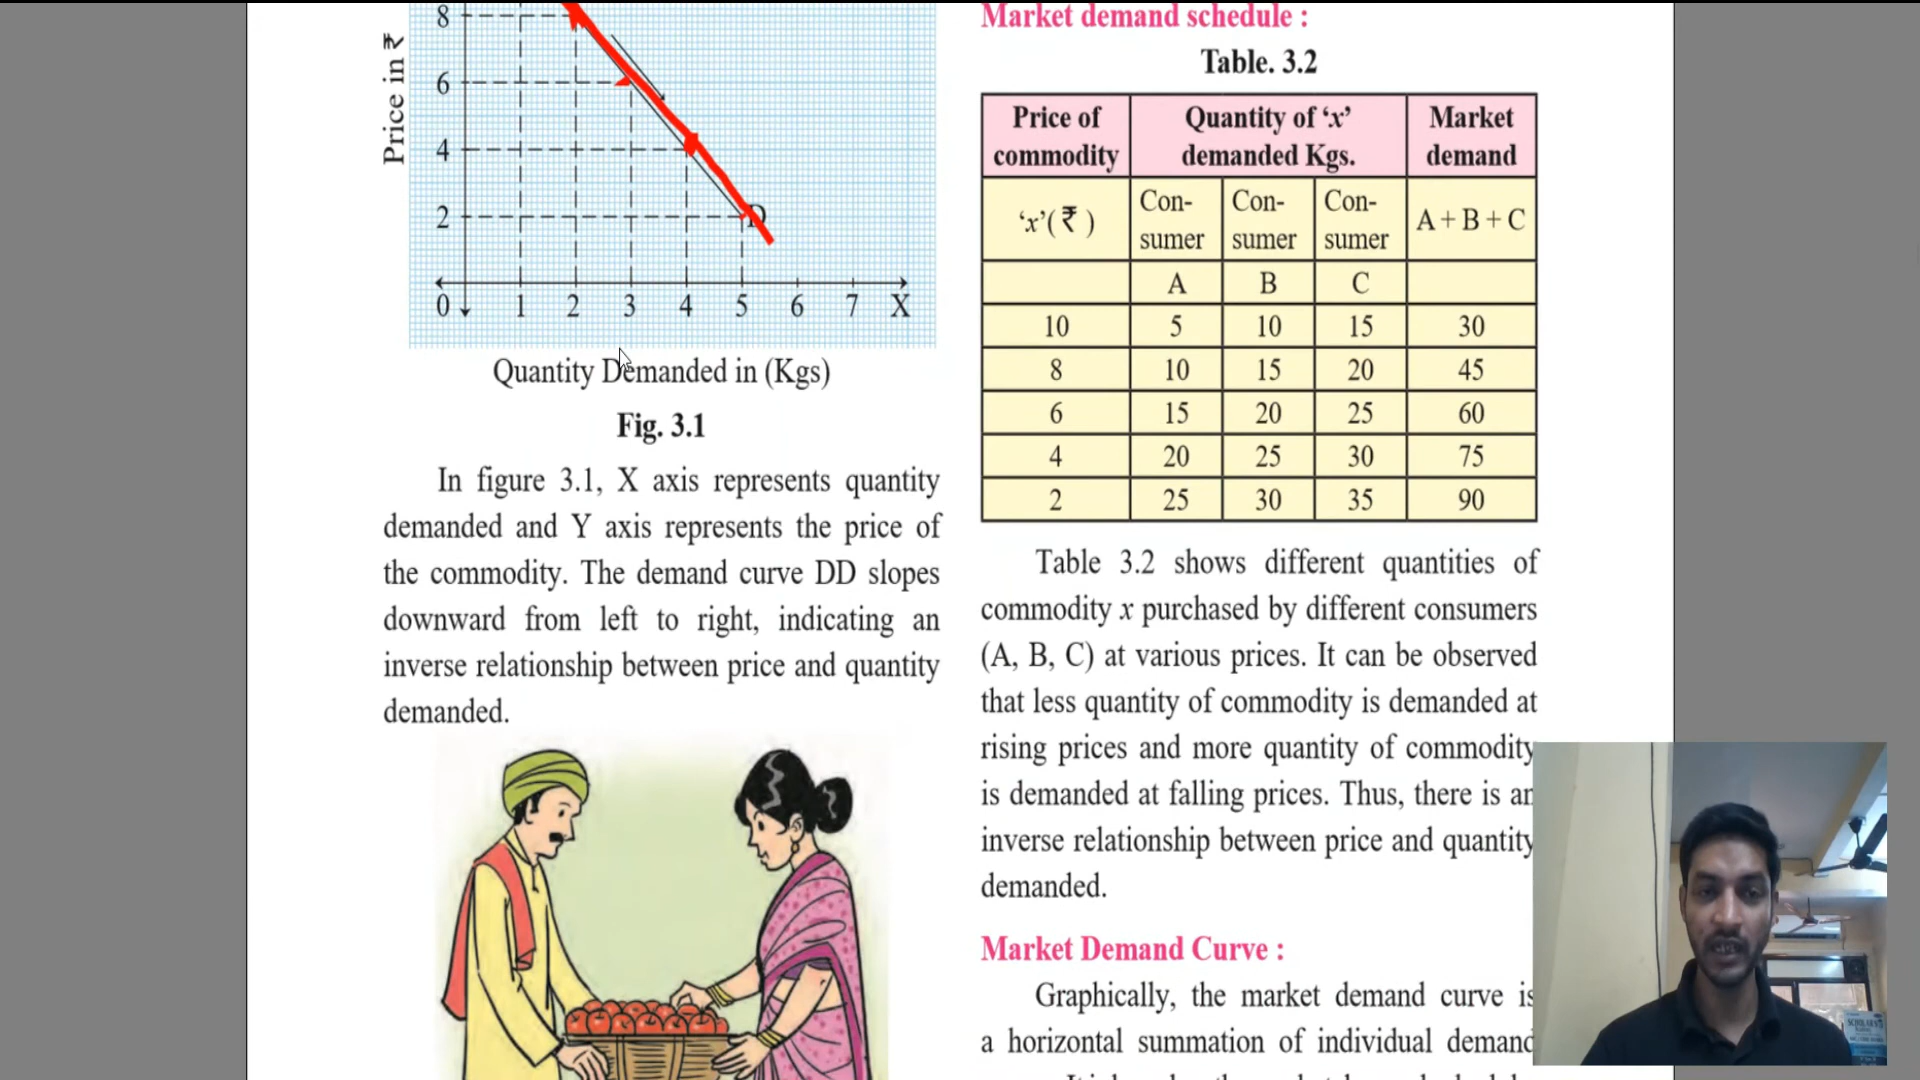 Price in ₹
8
6
4
2
D
0 1 2 3 4 5 6 7 X
Quantity Demanded in (Kgs)
Fig. 3.1
In figure 3.1, X axis represents quantity
demanded and Y axis represents the price of
the commodity. The demand curve DD slopes
downward from left to right, indicating an
inverse relationship between price and quantity
demanded.
Market demand schedule :
Table. 3.2
Price of commodity Quantity of ‘x’ demanded Kgs. Market demand
‘x’(₹ ) Con-sumer Con-sumer Con-sumer A + B + C
A B C
10 5 10 15 30
8 10 15 20 45
6 15 20 25 60
4 20 25 30 75
2 25 30 35 90
Table 3.2 shows different quantities of
commodity x purchased by different consumers
(A, B, C) at various prices. It can be observed
that less quantity of commodity is demanded at
rising prices and more quantity of commodity
is demanded at falling prices. Thus, there is an
inverse relationship between price and quantity
demanded.
Market Demand Curve :
Graphically, the market demand curve is
a horizontal summation of individual demand